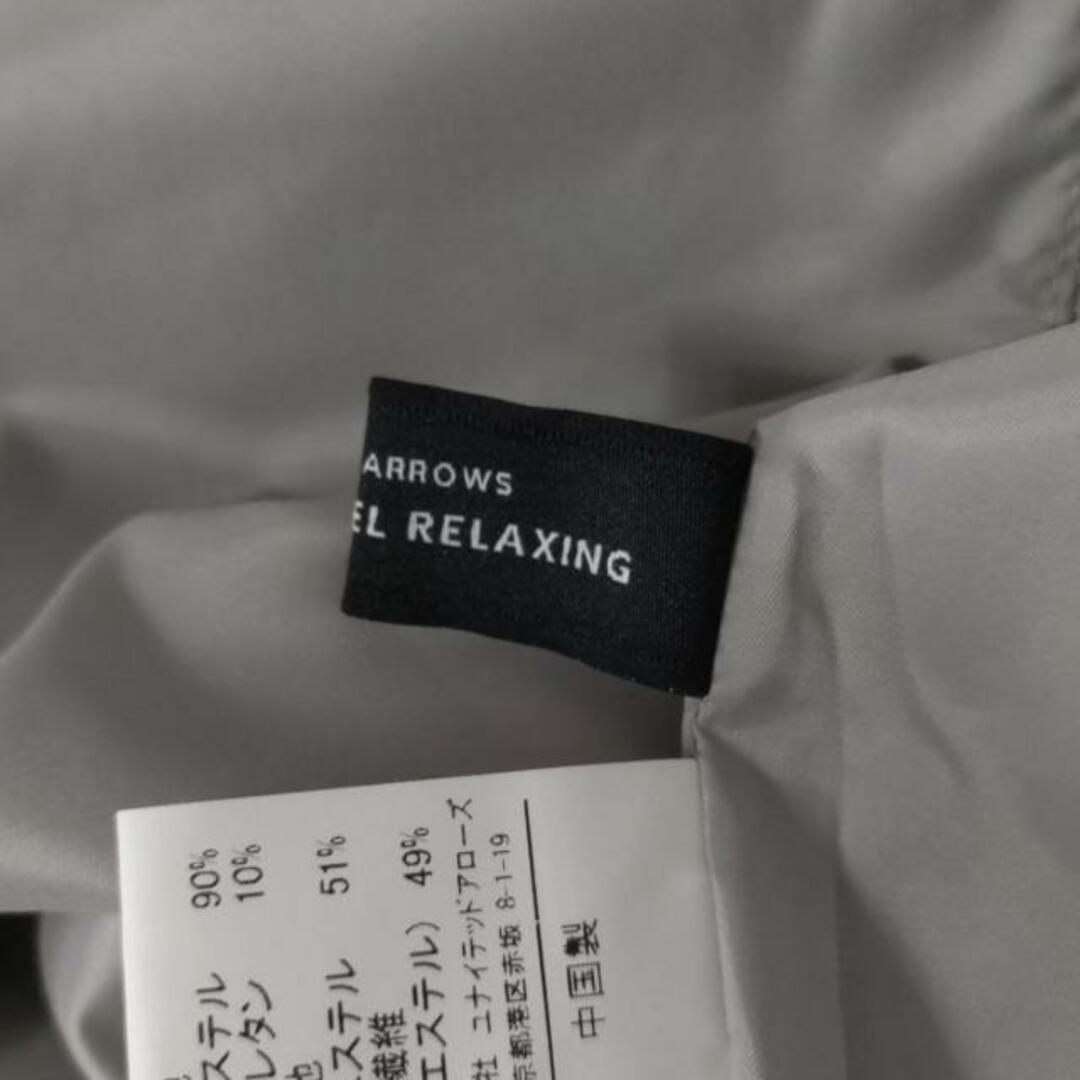 ARROWS
EL RELAXING
ステル 90%
レタン 10%
地
ステル 51%
繊維
エステル) 49%
社 ユナイテッドアローズ
京都港区赤坂 8-1-19
中国製